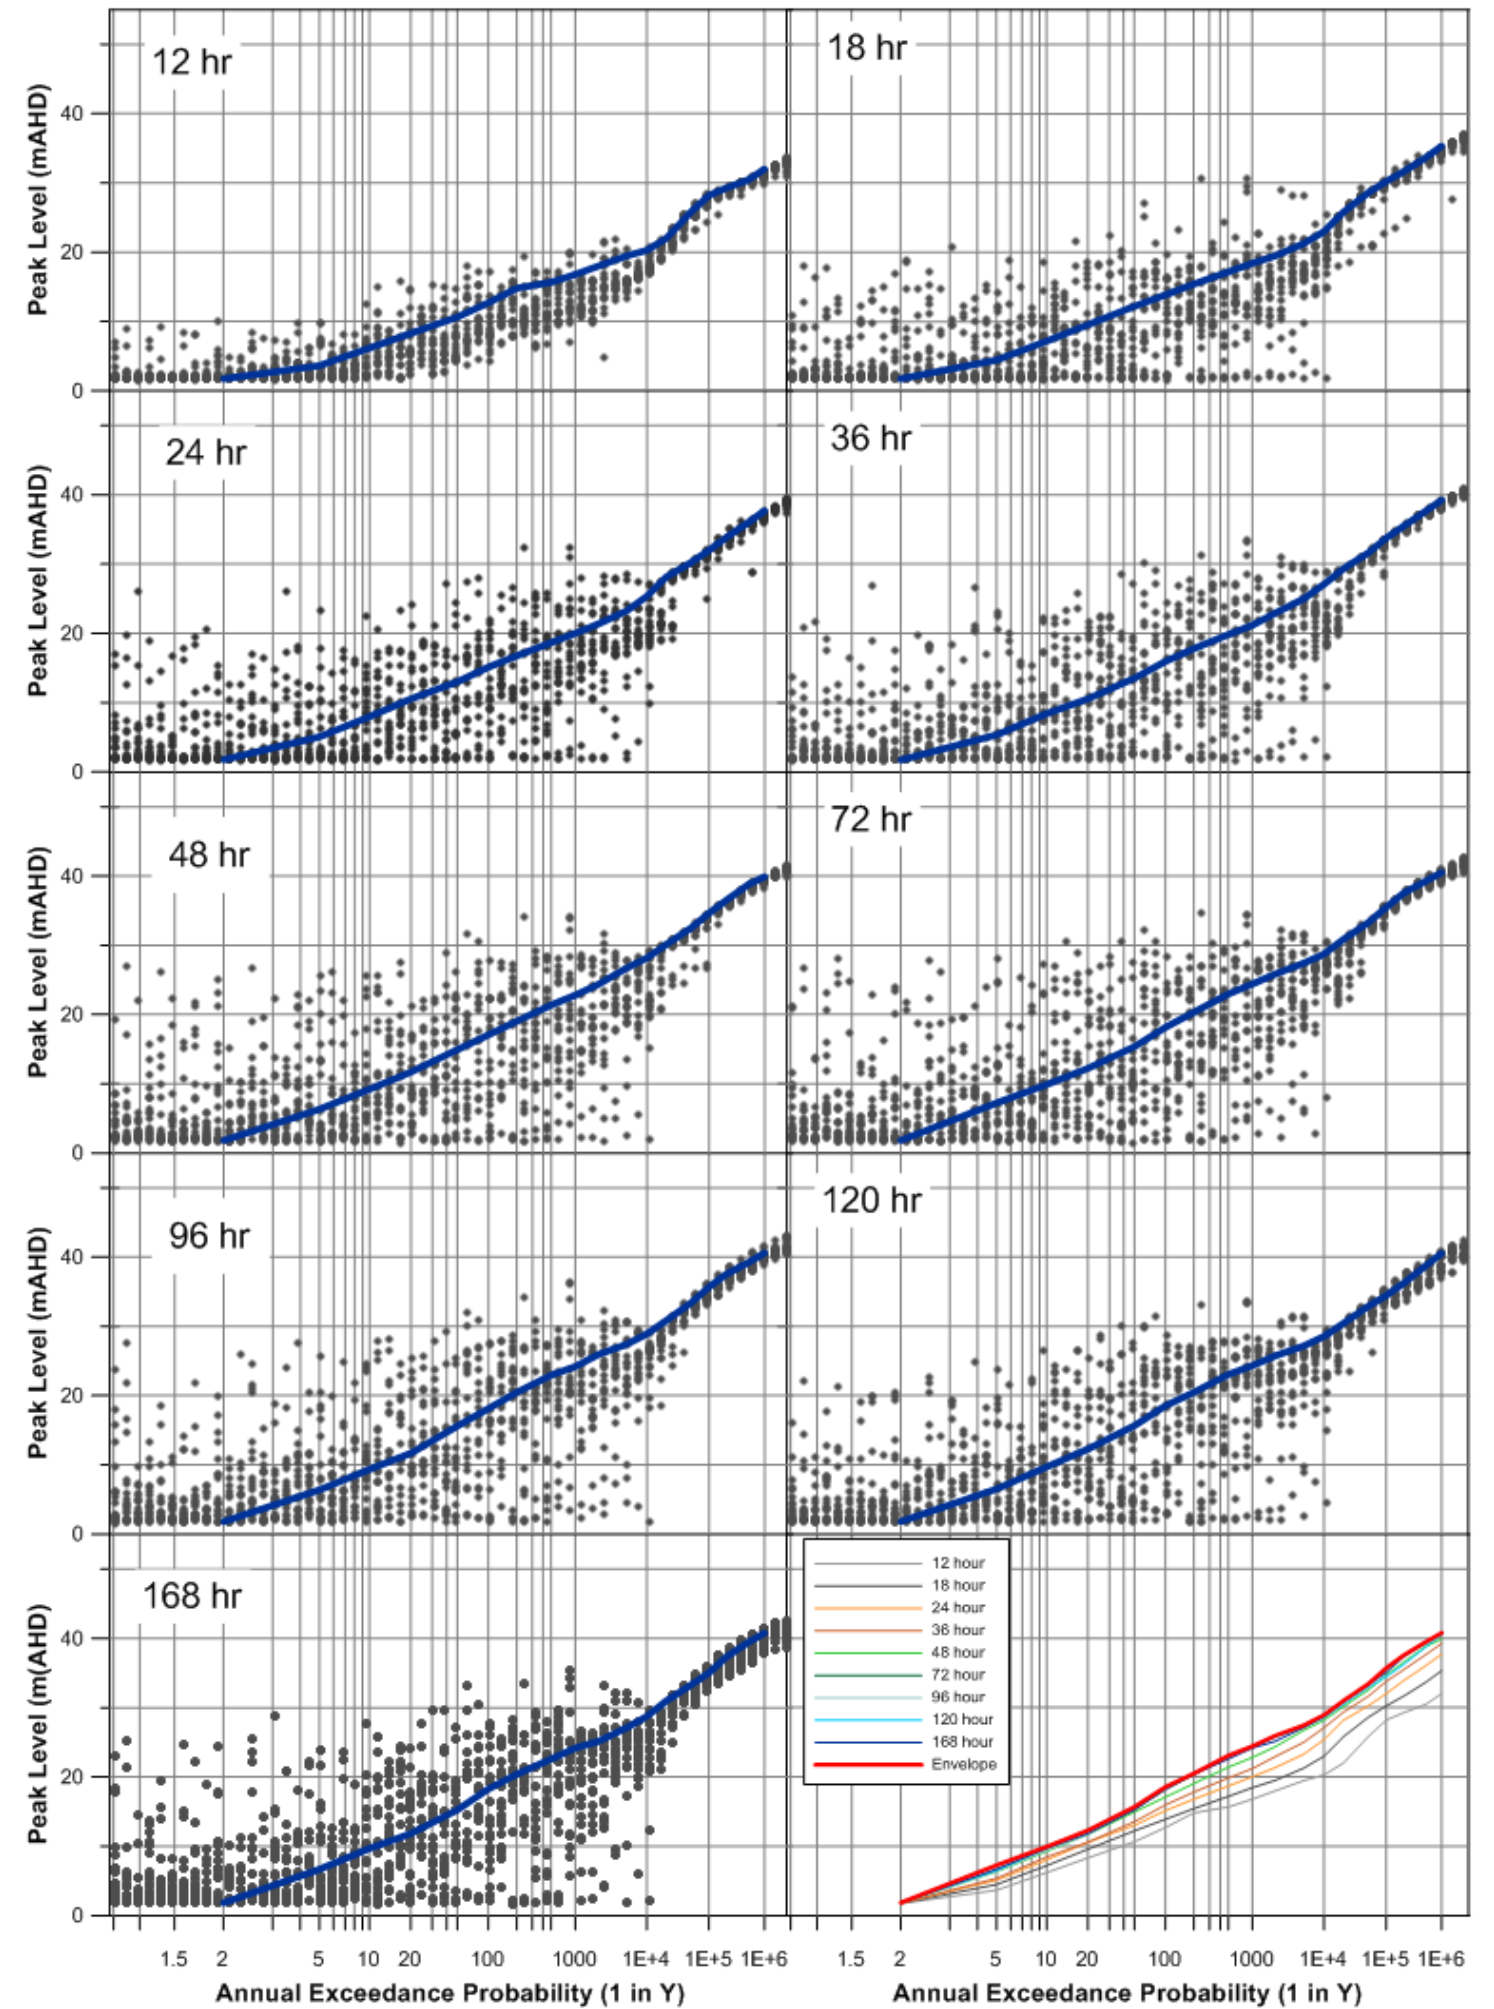 12 hr
18 hr
Peak Level (mAHD)
40
20
0
24 hr
36 hr
Peak Level (mAHD)
40
20
0
48 hr
72 hr
Peak Level (mAHD)
40
20
0
96 hr
120 hr
Peak Level (mAHD)
40
20
0
168 hr
Peak Level m(AHD)
40
20
0
12 hour
18 hour
24 hour
36 hour
48 hour
72 hour
96 hour
120 hour
168 hour
Envelope
1.5 2 5 10 20 100 1000 1E+4 1E+5 1E+6
1.5 2 5 10 20 100 1000 1E+4 1E+5 1E+6
Annual Exceedance Probability (1 in Y)
Annual Exceedance Probability (1 in Y)